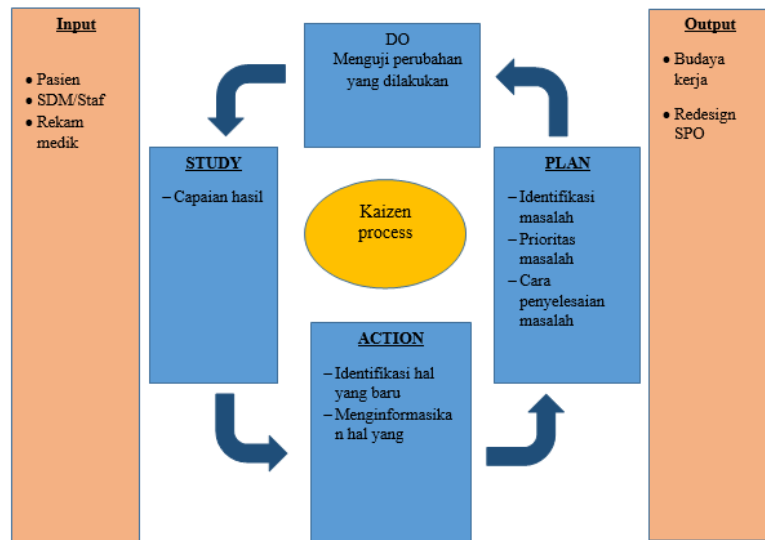 Input
• Pasien
• SDM/Staf
• Rekam
medik
DO
Menguji perubahan
yang dilakukan
STUDY
– Capaian hasil
Kaizen
process
PLAN
– Identifikasi
masalah
– Prioritas
masalah
– Cara
penyelesaian
masalah
ACTION
– Identifikasi hal
yang baru
– Menginformasika
n hal yang
Output
• Budaya
kerja
• Redesign
SPO